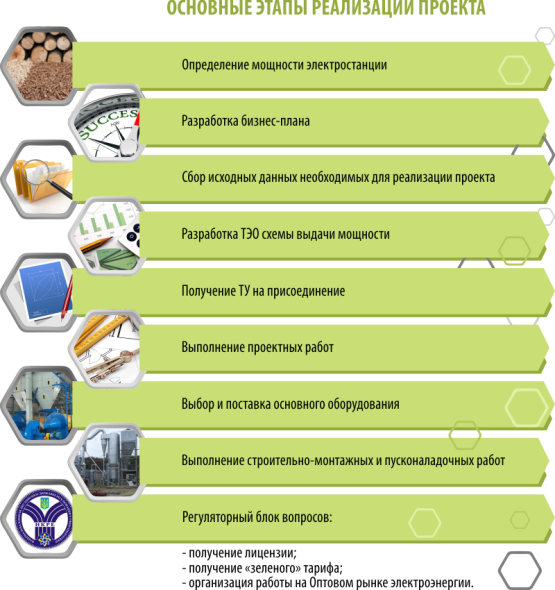 ОСНОВНЫЕ ЭТАПЫ РЕАЛИЗАЦИИ ПРОЕКТА
Определение мощности электростанции
SUCCESS
Разработка бизнес-плана
Сбор исходных данных необходимых для реализации проекта
Разработка ТЭО схемы выдачи мощности
Получение ТУ на присоединение
Выполнение проектных работ
Выбор и поставка основного оборудования
Выполнение строительно-монтажных и пусконаладочных работ
Регуляторный блок вопросов:
НКРЕ
- получение лицензии;
- получение «зеленого» тарифа;
- организация работы на Оптовом рынке электроэнергии.